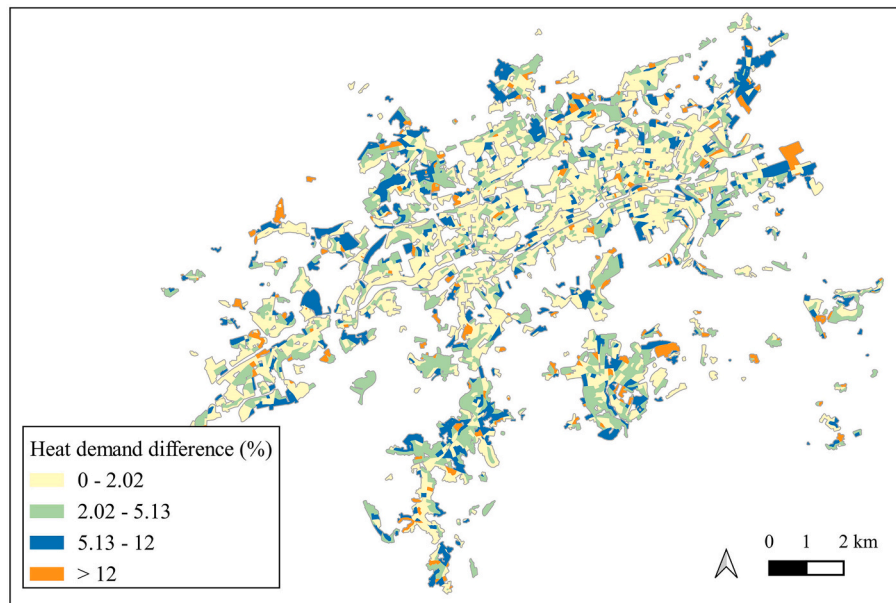 Heat demand difference (%)
0 - 2.02
2.02 - 5.13
5.13 - 12
> 12
0 1 2 km